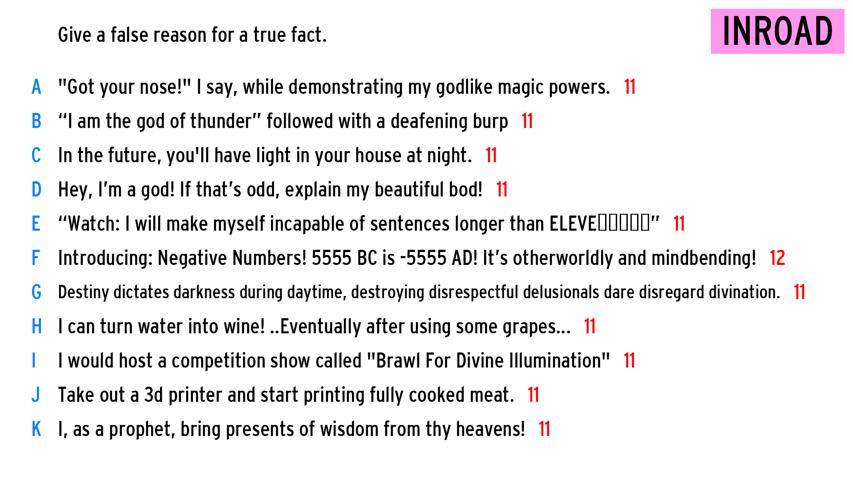 Give a false reason for a true fact.
INROAD
A "Got your nose!" I say, while demonstrating my godlike magic powers. 11
B “I am the god of thunder” followed with a deafening burp 11
C In the future, you'll have light in your house at night. 11
D Hey, I’m a god! If that’s odd, explain my beautiful bod! 11
E “Watch: I will make myself incapable of sentences longer than ELEVE▯▯▯▯▯” 11
F Introducing: Negative Numbers! 5555 BC is -5555 AD! It’s otherworldly and mindbending! 12
G Destiny dictates darkness during daytime, destroying disrespectful delusionals dare disregard divination. 11
H I can turn water into wine! ..Eventually after using some grapes... 11
I I would host a competition show called "Brawl For Divine Illumination" 11
J Take out a 3d printer and start printing fully cooked meat. 11
K I, as a prophet, bring presents of wisdom from thy heavens! 11